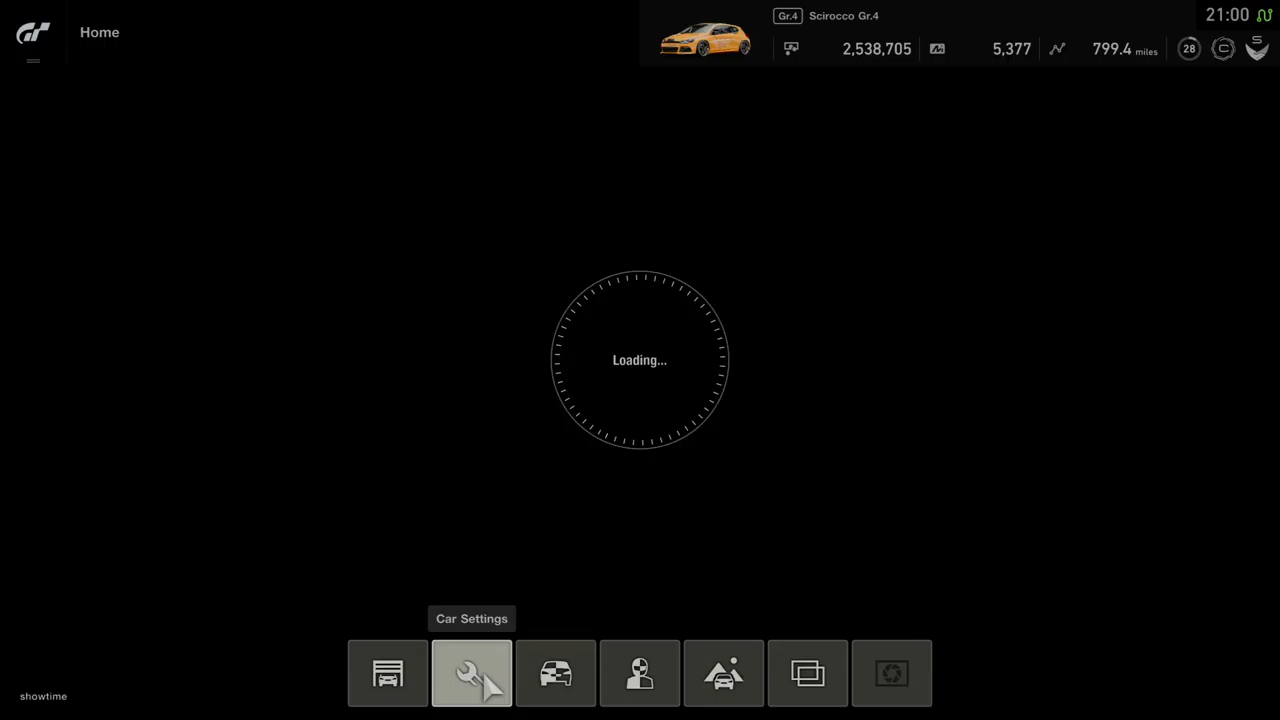 Home
Gr.4 Scirocco Gr.4
21:00
2,538,705 5,377 799.4 miles 28 C S
Loading...
Car Settings
showtime